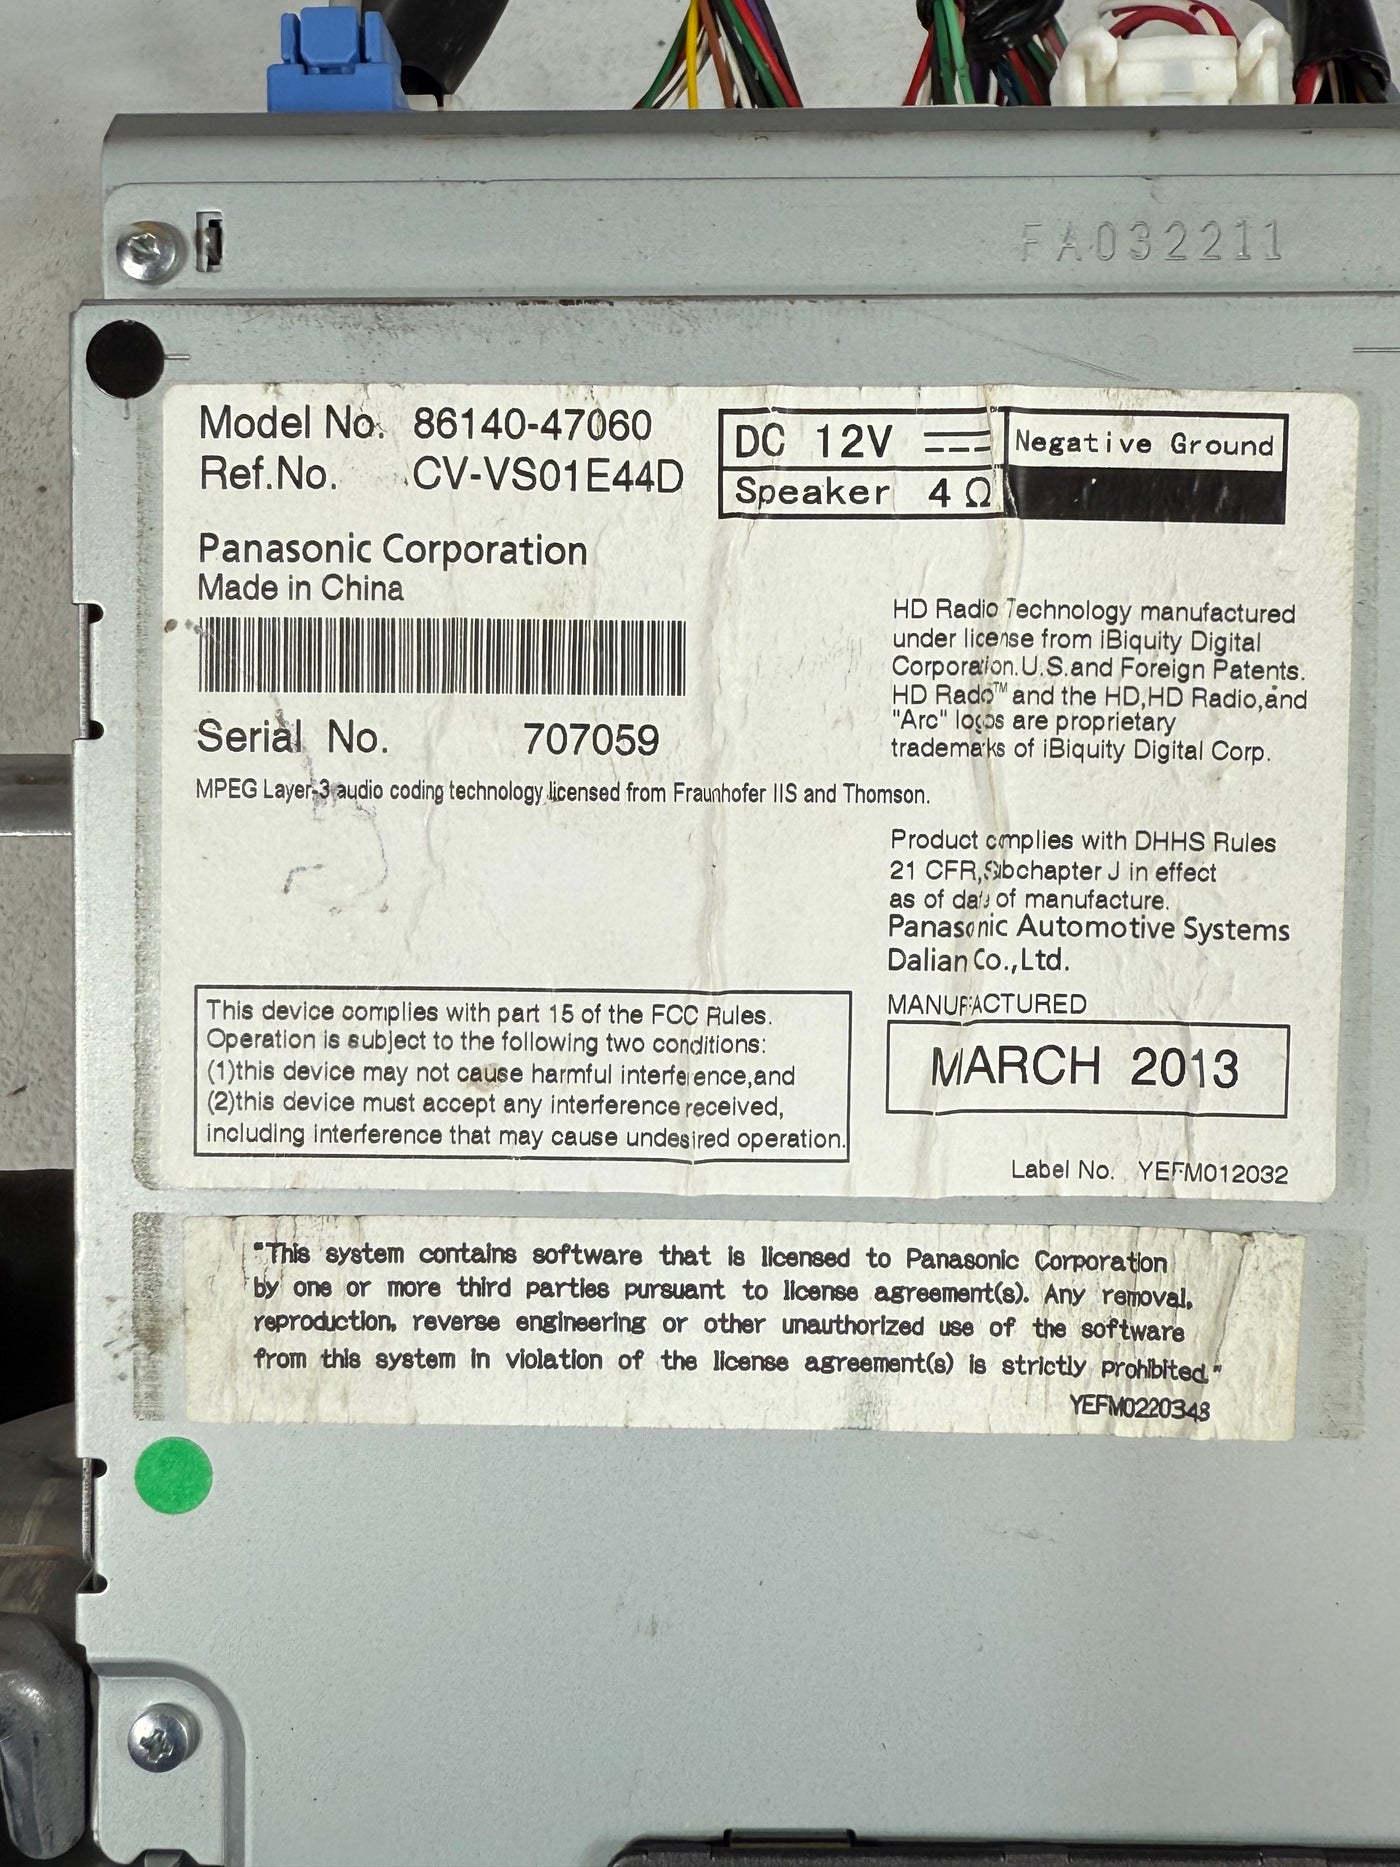 FA032211
Model No. 86140-47060
Ref.No. CV-VS01E44D
DC 12V
Negative Ground
Speaker 4 Ω
Panasonic Corporation
Made in China
Serial No. 707059
MPEG Layer-3 audio coding technology licensed from Fraunhofer IIS and Thomson.
HD Radio Technology manufactured
under license from iBiquity Digital
Corporation.U.S.and Foreign Patents.
HD Rado™ and the HD,HD Radio,and
"Arc" logos are proprietary
trademarks of iBiquity Digital Corp.
Product complies with DHHS Rules
21 CFR,Subchapter J in effect
as of date of manufacture.
Panasonic Automotive Systems
Dalian Co.,Ltd.
MANUFACTURED
MARCH 2013
This device complies with part 15 of the FCC Rules.
Operation is subject to the following two conditions:
(1)this device may not cause harmful interference,and
(2)this device must accept any interference received,
including interference that may cause undesired operation.
Label No. YEFM012032
"This system contains software that is licensed to Panasonic Corporation
by one or more third parties pursuant to license agreement(s). Any removal,
reproduction, reverse engineering or other unauthorized use of the software
from this system in violation of the license agreement(s) is strictly prohibited."
YEFM0220348